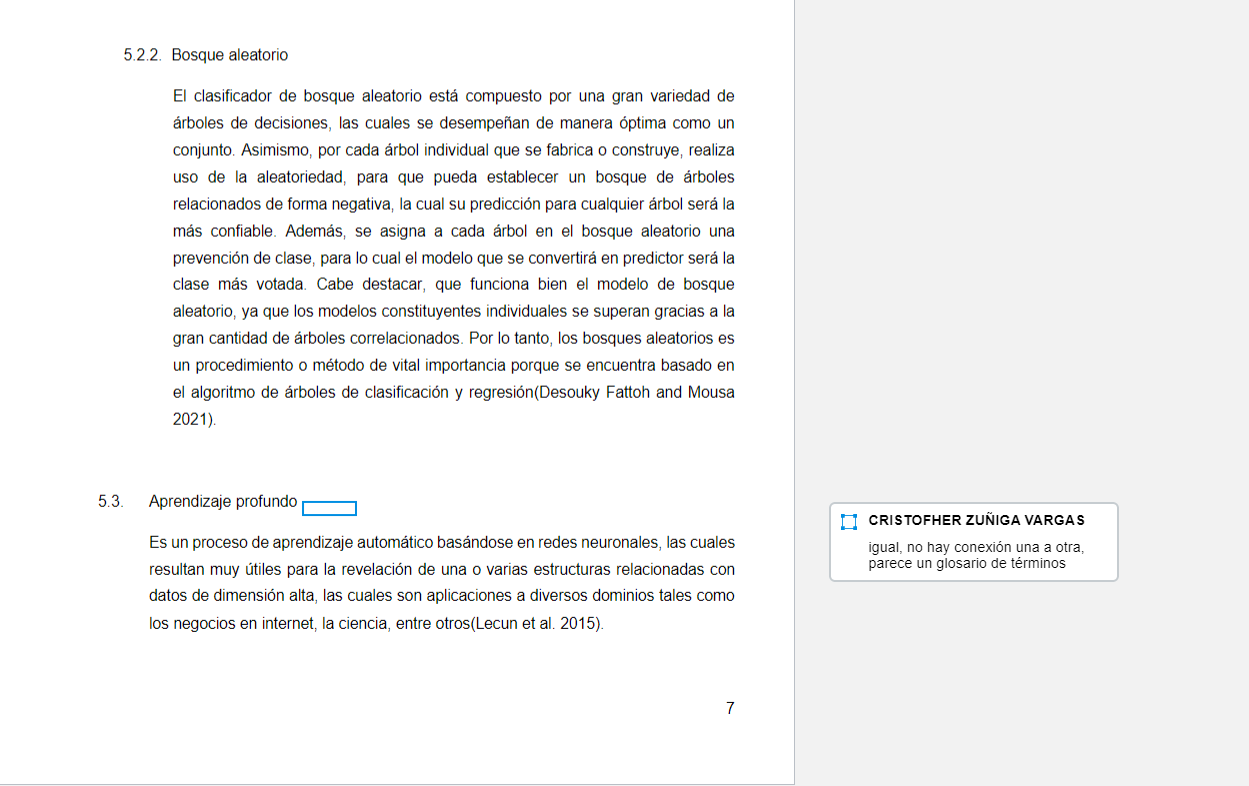 5.2.2. Bosque aleatorio
El clasificador de bosque aleatorio está compuesto por una gran variedad de
árboles de decisiones, las cuales se desempeñan de manera óptima como un
conjunto. Asimismo, por cada árbol individual que se fabrica o construye, realiza
uso de la aleatoriedad, para que pueda establecer un bosque de árboles
relacionados de forma negativa, la cual su predicción para cualquier árbol será la
más confiable. Además, se asigna a cada árbol en el bosque aleatorio una
prevención de clase, para lo cual el modelo que se convertirá en predictor será la
clase más votada. Cabe destacar, que funciona bien el modelo de bosque
aleatorio, ya que los modelos constituyentes individuales se superan gracias a la
gran cantidad de árboles correlacionados. Por lo tanto, los bosques aleatorios es
un procedimiento o método de vital importancia porque se encuentra basado en
el algoritmo de árboles de clasificación y regresión(Desouky Fattoh and Mousa
2021).
5.3. Aprendizaje profundo
Es un proceso de aprendizaje automático basándose en redes neuronales, las cuales
resultan muy útiles para la revelación de una o varias estructuras relacionadas con
datos de dimensión alta, las cuales son aplicaciones a diversos dominios tales como
los negocios en internet, la ciencia, entre otros(Lecun et al. 2015).
7
CRISTOFHER ZUÑIGA VARGAS
igual, no hay conexión una a otra,
parece un glosario de términos